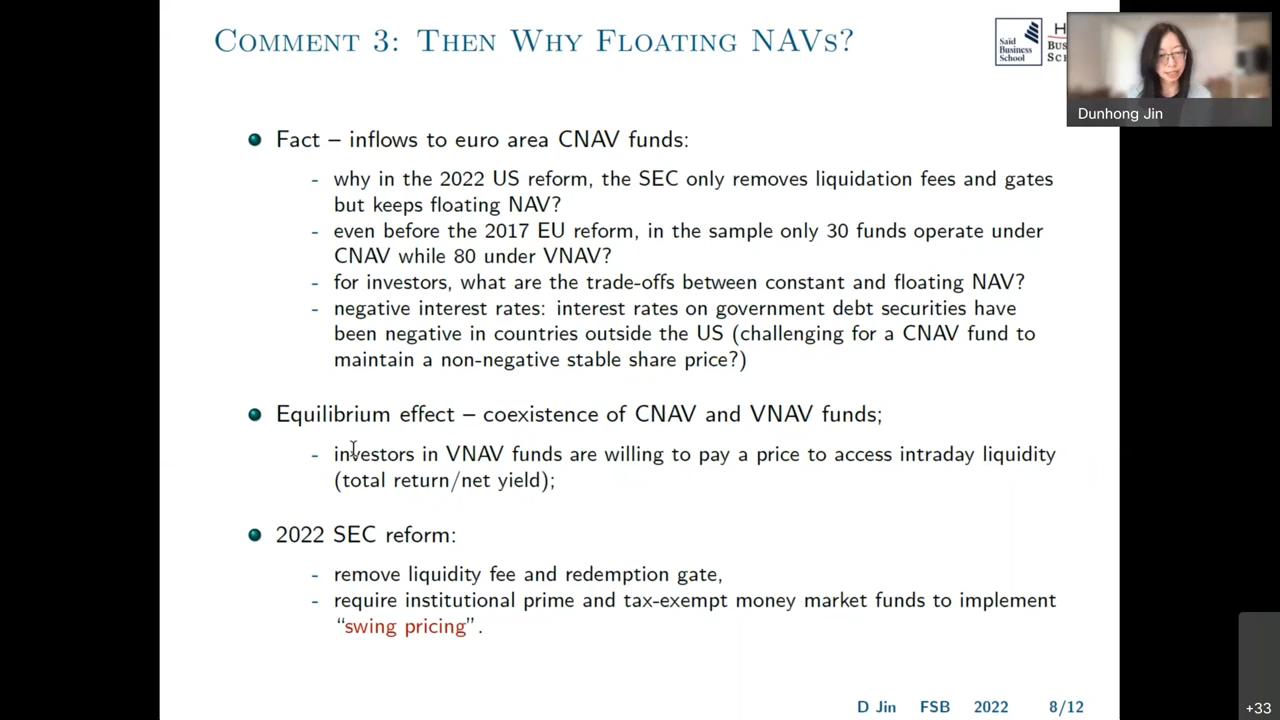 COMMENT 3: THEN WHY FLOATING NAVS?
Saïd
Business
School
H
BUS
SC
Dunhong Jin
Fact – inflows to euro area CNAV funds:
- why in the 2022 US reform, the SEC only removes liquidation fees and gates
but keeps floating NAV?
- even before the 2017 EU reform, in the sample only 30 funds operate under
CNAV while 80 under VNAV?
- for investors, what are the trade-offs between constant and floating NAV?
- negative interest rates: interest rates on government debt securities have
been negative in countries outside the US (challenging for a CNAV fund to
maintain a non-negative stable share price?)
Equilibrium effect – coexistence of CNAV and VNAV funds;
- investors in VNAV funds are willing to pay a price to access intraday liquidity
(total return/net yield);
2022 SEC reform:
- remove liquidity fee and redemption gate,
- require institutional prime and tax-exempt money market funds to implement
“swing pricing”.
D Jin FSB 2022 8/12
+33